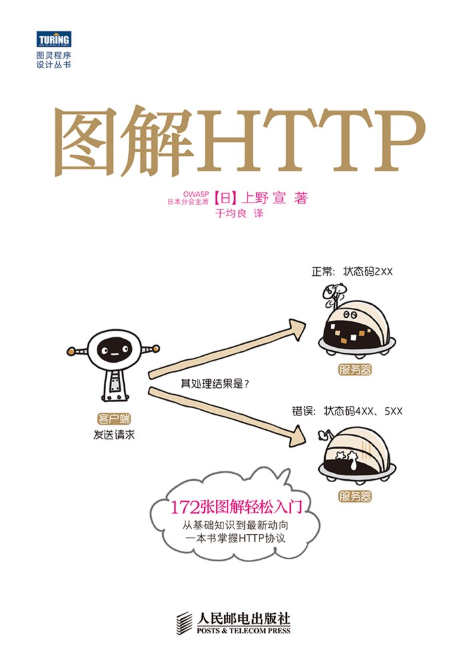 TURING
图灵程序
设计丛书
图解HTTP
OWASP
日本分会主席
【日】上野 宣 著
于均良 译
正常：状态码2XX
服务器
其处理结果是？
错误：状态码4XX、5XX
客户端
发送请求
服务器
172张图解轻松入门
从基础知识到最新动向
一本书掌握HTTP协议
人民邮电出版社
POSTS & TELECOM PRESS